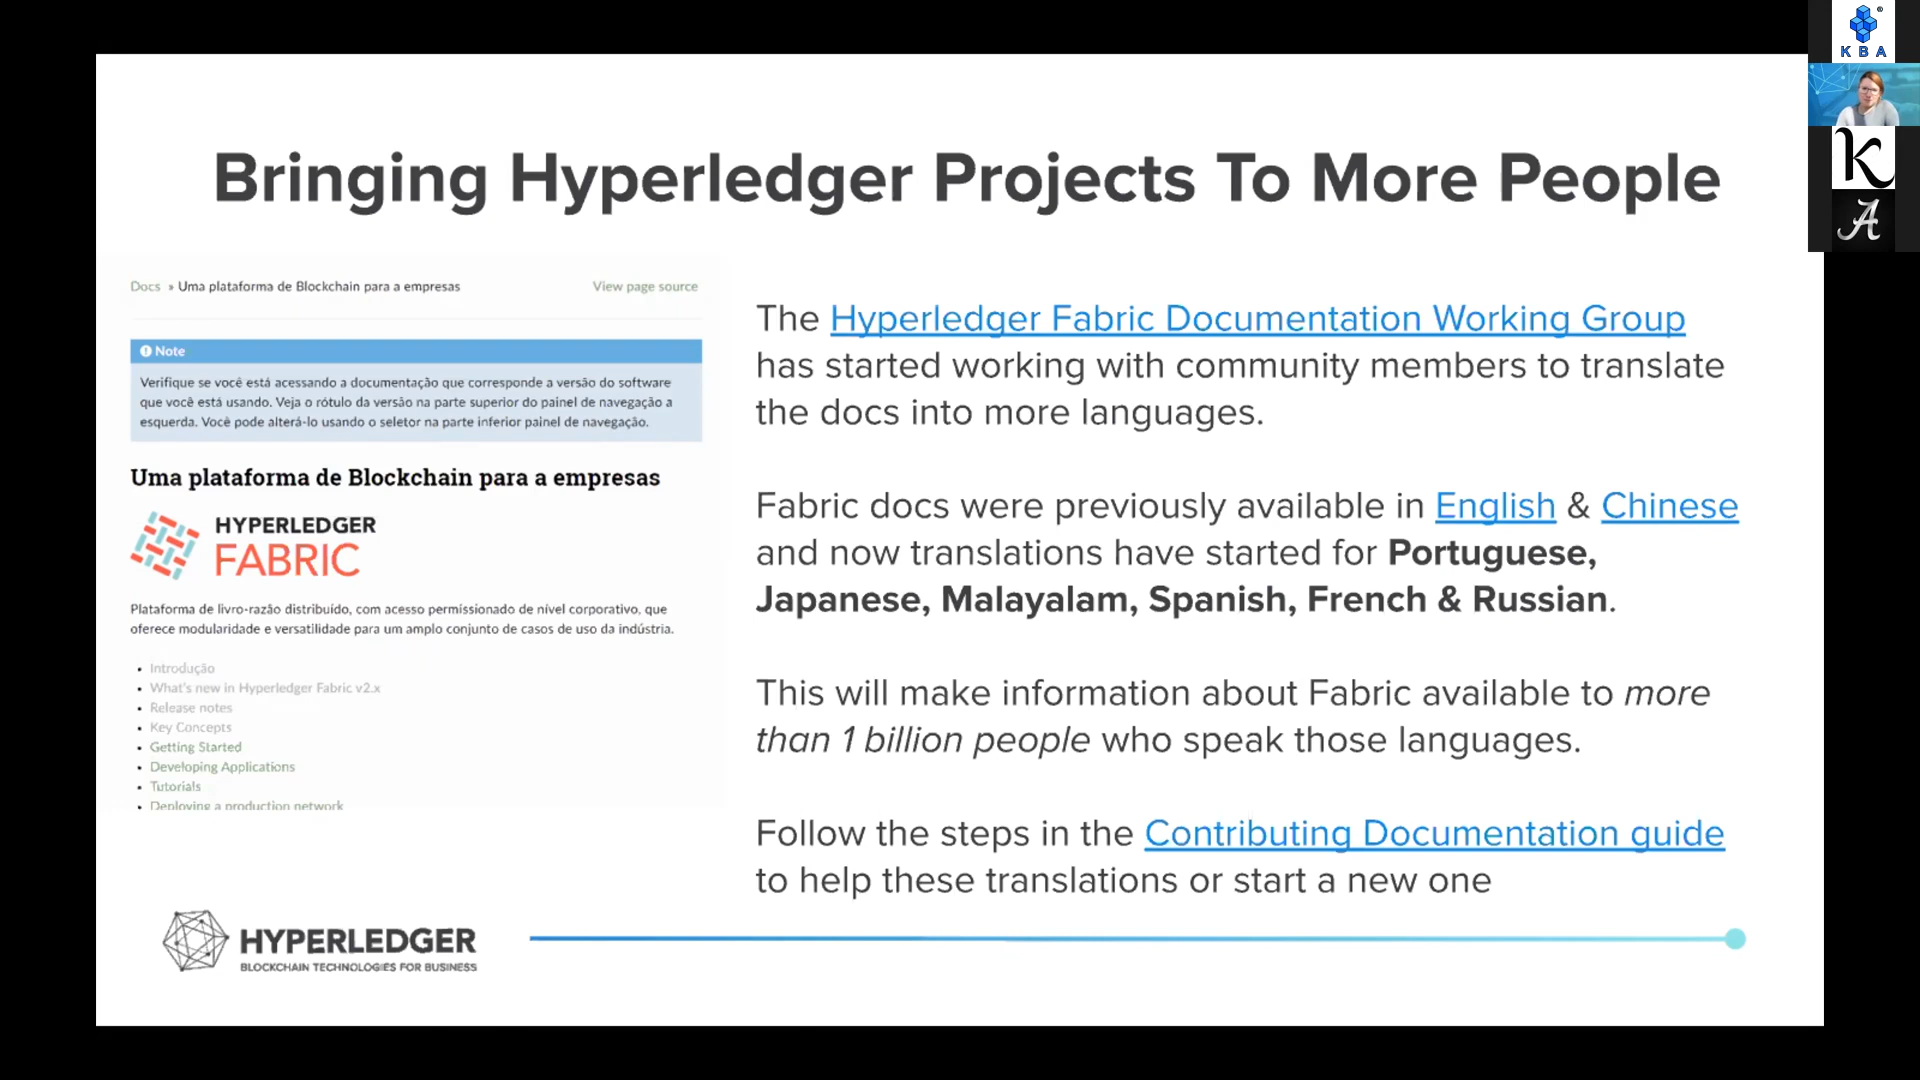 Bringing Hyperledger Projects To More People
Docs » Uma plataforma de Blockchain para a empresas
View page source
Note
Verifique se você está acessando a documentação que corresponde a versão do software
que você está usando. Veja o rótulo da versão na parte superior do painel de navegação a
esquerda. Você pode alterá-lo usando o seletor na parte inferior painel de navegação.
Uma plataforma de Blockchain para a empresas
HYPERLEDGER
FABRIC
Plataforma de livro-razão distribuído, com acesso permissionado de nível corporativo, que
oferece modularidade e versatilidade para um amplo conjunto de casos de uso da indústria.
• Introdução
• What's new in Hyperledger Fabric v2.x
• Release notes
• Key Concepts
• Getting Started
• Developing Applications
• Tutorials
• Deploying a production network
The Hyperledger Fabric Documentation Working Group
has started working with community members to translate
the docs into more languages.
Fabric docs were previously available in English & Chinese
and now translations have started for Portuguese,
Japanese, Malayalam, Spanish, French & Russian.
This will make information about Fabric available to more
than 1 billion people who speak those languages.
Follow the steps in the Contributing Documentation guide
to help these translations or start a new one
HYPERLEDGER
BLOCKCHAIN TECHNOLOGIES FOR BUSINESS
®
KBA
K
A